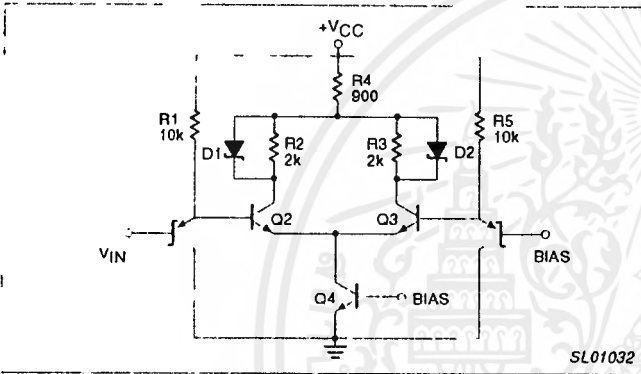 +VCC
R4
900
R1
10k
R2
2k
R3
2k
R5
10k
D1
D2
Q2
Q3
VIN
BIAS
Q4
BIAS
SL01032